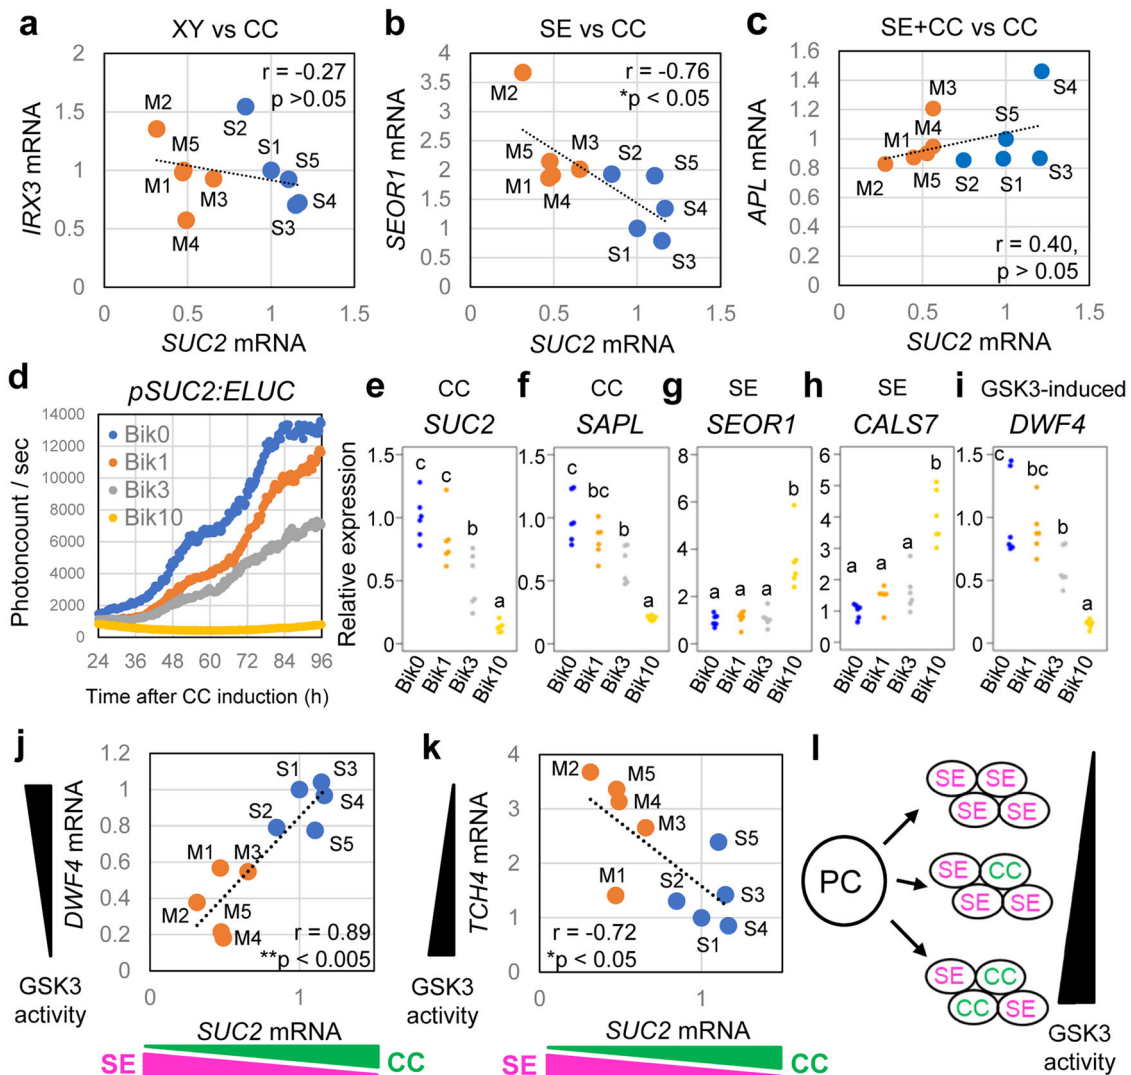 a
XY vs CC
2
1.5
1
0.5
0
0
0.5
1
1.5
IRX3 mRNA
SUC2 mRNA
r = -0.27
p >0.05
M2
M5
M1
M3
M4
S2
S1
S5
S4
S3
b
SE vs CC
4
3.5
3
2.5
2
1.5
1
0.5
0
0
0.5
1
1.5
SEOR1 mRNA
SUC2 mRNA
r = -0.76
*p < 0.05
M2
M5
M3
M1
M4
S2
S5
S4
S1
S3
c
SE+CC vs CC
1.6
1.4
1.2
1
0.8
0.6
0.4
0.2
0
0
0.5
1
1.5
APL mRNA
SUC2 mRNA
r = 0.40,
p > 0.05
S4
M3
S5
M1
M4
M2
M5
S2
S1
S3
d
pSUC2:ELUC
14000
12000
10000
8000
6000
4000
2000
0
24
36
48
60
72
84
96
Photoncount / sec
Time after CC induction (h)
Bik0
Bik1
Bik3
Bik10
e
CC
SUC2
Relative expression
1.5
1.0
0.5
0
c
c
b
a
Bik0
Bik1
Bik3
Bik10
f
CC
SAPL
1.5
1.0
0.5
0
c
bc
b
a
Bik0
Bik1
Bik3
Bik10
g
SE
SEOR1
8
6
4
2
0
a
a
a
b
Bik0
Bik1
Bik3
Bik10
h
SE
CALS7
6
5
4
3
2
1
0
a
a
a
b
Bik0
Bik1
Bik3
Bik10
i
GSK3-induced
DWF4
1.5
1.0
0.5
0
c
bc
b
a
Bik0
Bik1
Bik3
Bik10
j
1.2
1
0.8
0.6
0.4
0.2
0
0
1
DWF4 mRNA
SUC2 mRNA
GSK3
activity
S1
S3
S4
S2
S5
M1
M3
M2
M5
M4
r = 0.89
**p < 0.005
SE
CC
k
4
3
2
1
0
0
1
TCH4 mRNA
SUC2 mRNA
GSK3
activity
M2
M5
M4
M3
S5
M1
S2
S3
S1
S4
r = -0.72
*p < 0.05
SE
CC
l
PC
SE
SE
SE
SE
SE
CC
SE
SE
SE
CC
CC
SE
GSK3
activity